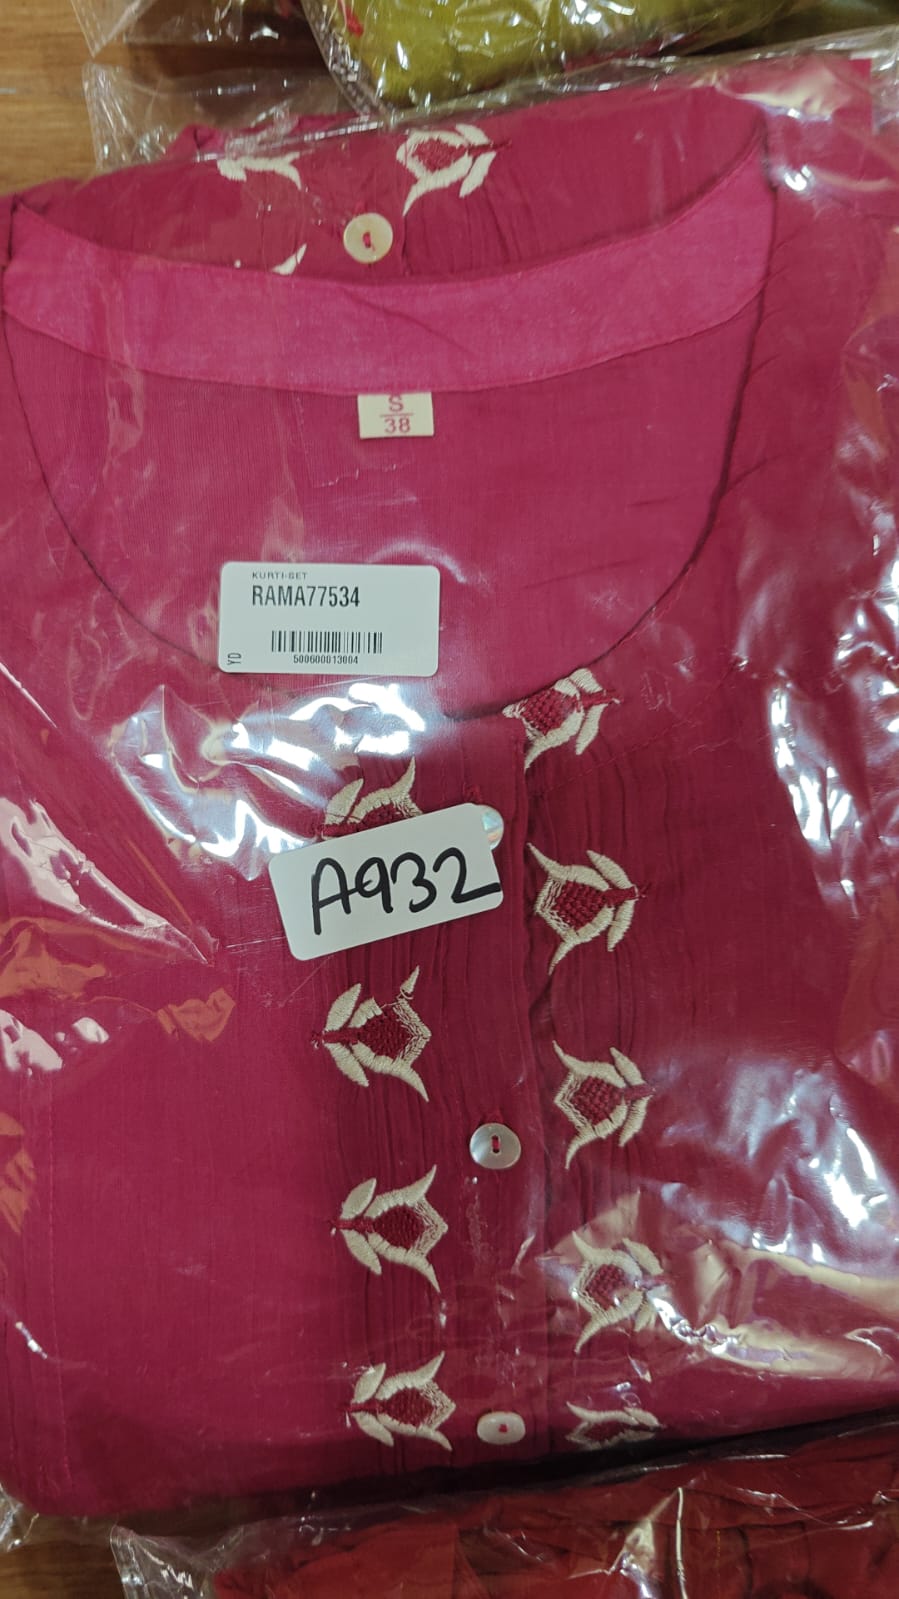 S
38
KURTI-SET
RAMA77534
YD
500600013004
A932